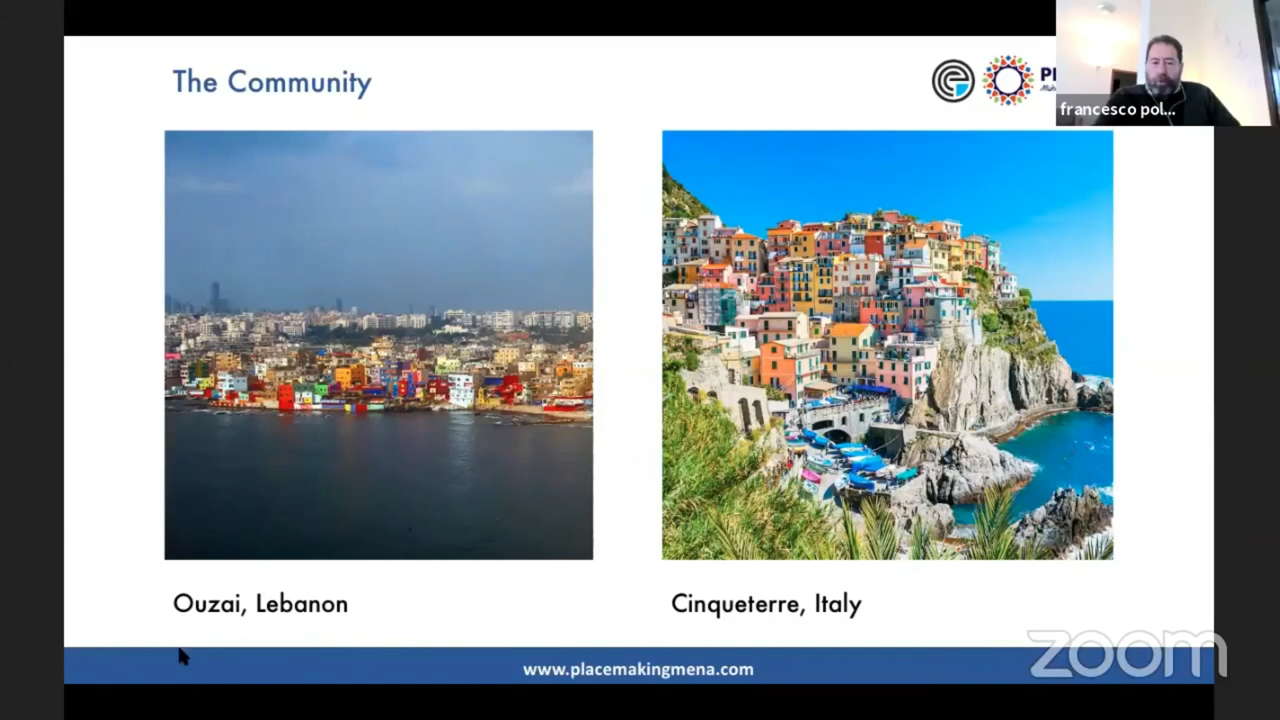 The Community
francesco pol...
Ouzai, Lebanon
Cinqueterre, Italy
zoom
www.placemakingmena.com